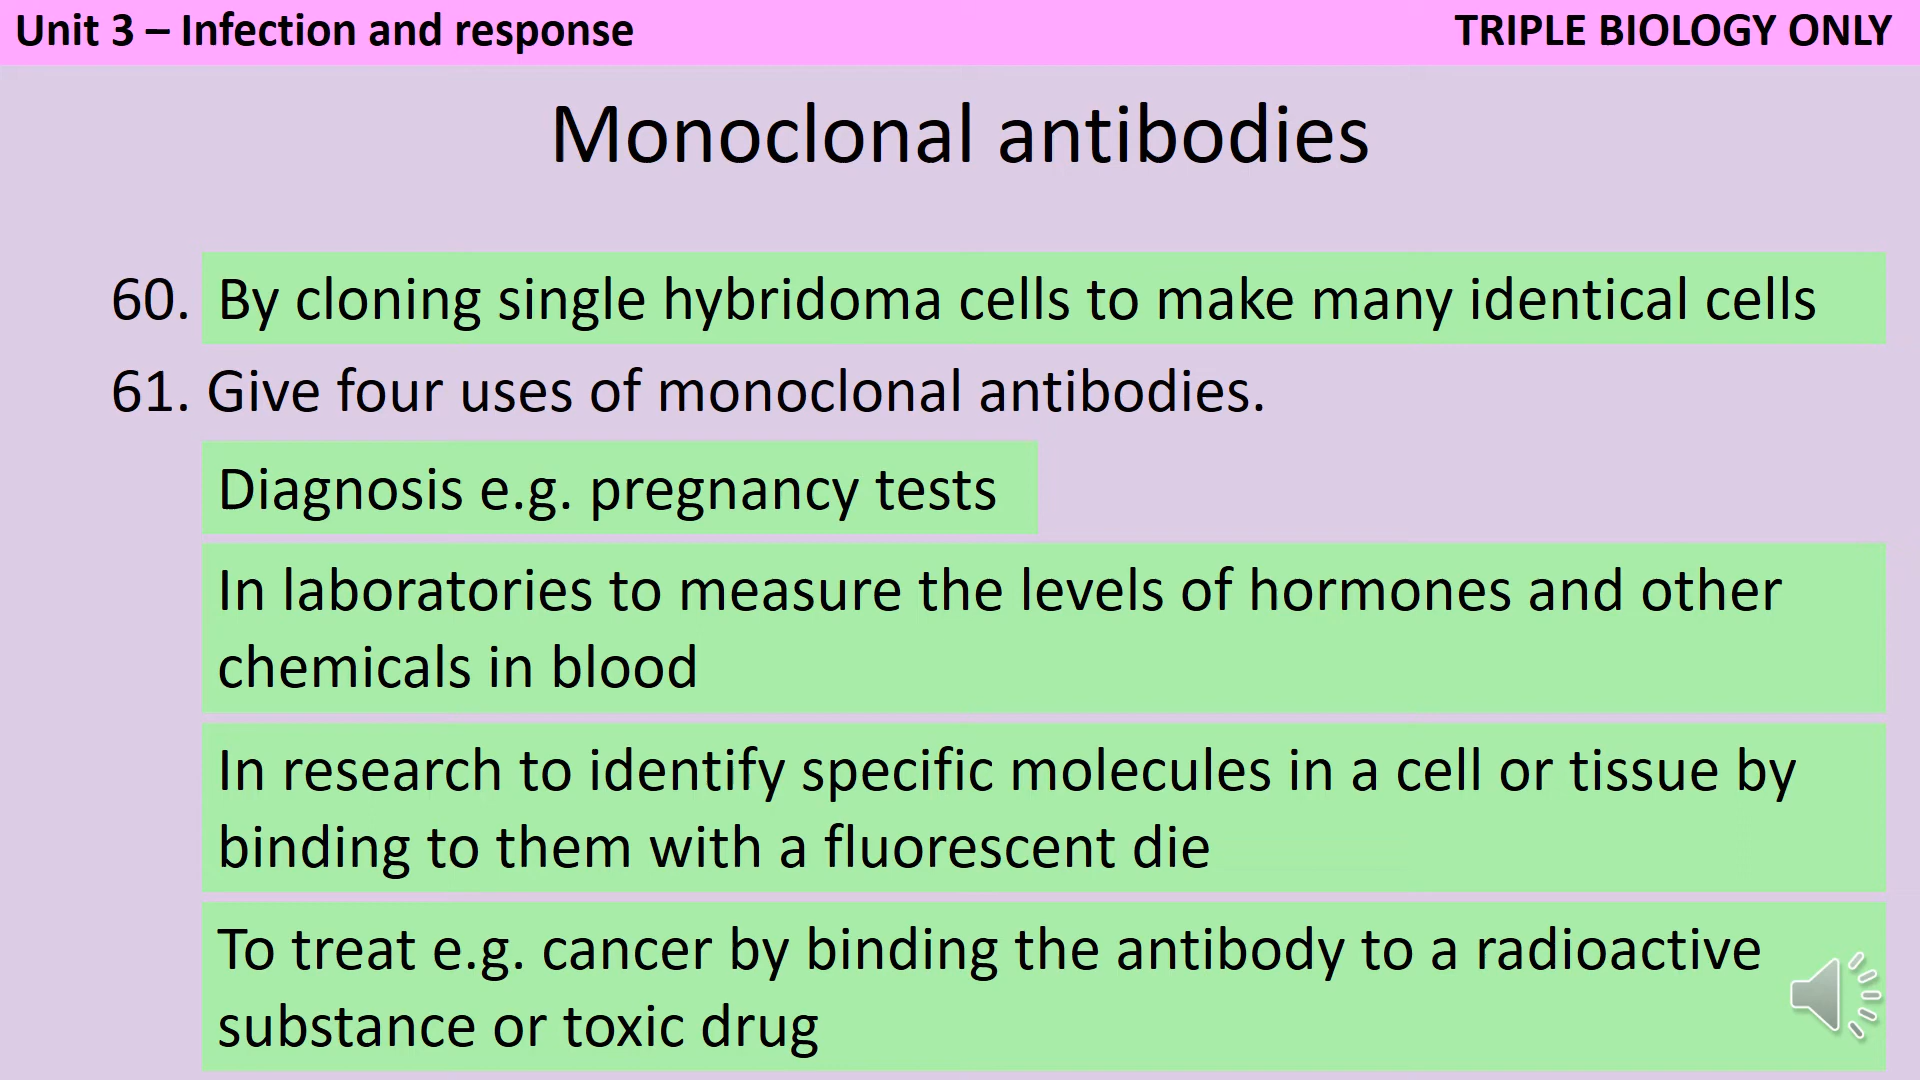 Unit 3 – Infection and response
TRIPLE BIOLOGY ONLY
Monoclonal antibodies
60. By cloning single hybridoma cells to make many identical cells
61. Give four uses of monoclonal antibodies.
Diagnosis e.g. pregnancy tests
In laboratories to measure the levels of hormones and other
chemicals in blood
In research to identify specific molecules in a cell or tissue by
binding to them with a fluorescent die
To treat e.g. cancer by binding the antibody to a radioactive
substance or toxic drug